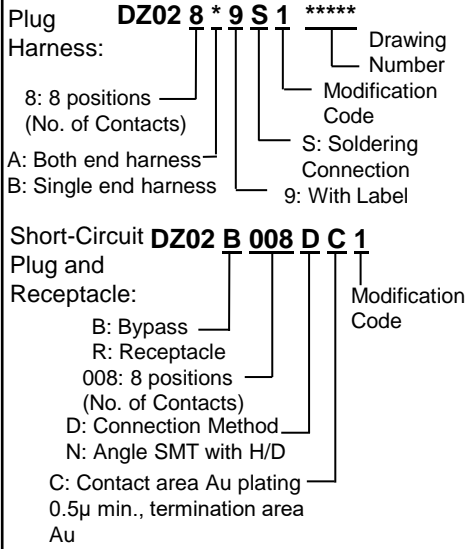 Plug
Harness:
DZ02 8 * 9 S 1 *****
Drawing
Number
Modification
Code
8: 8 positions
(No. of Contacts)
S: Soldering
Connection
A: Both end harness
B: Single end harness
9: With Label
Short-Circuit
Plug and
Receptacle:
DZ02 B 008 D C 1
Modification
Code
B: Bypass
R: Receptacle
008: 8 positions
(No. of Contacts)
D: Connection Method
N: Angle SMT with H/D
C: Contact area Au plating
0.5μ min., termination area
Au